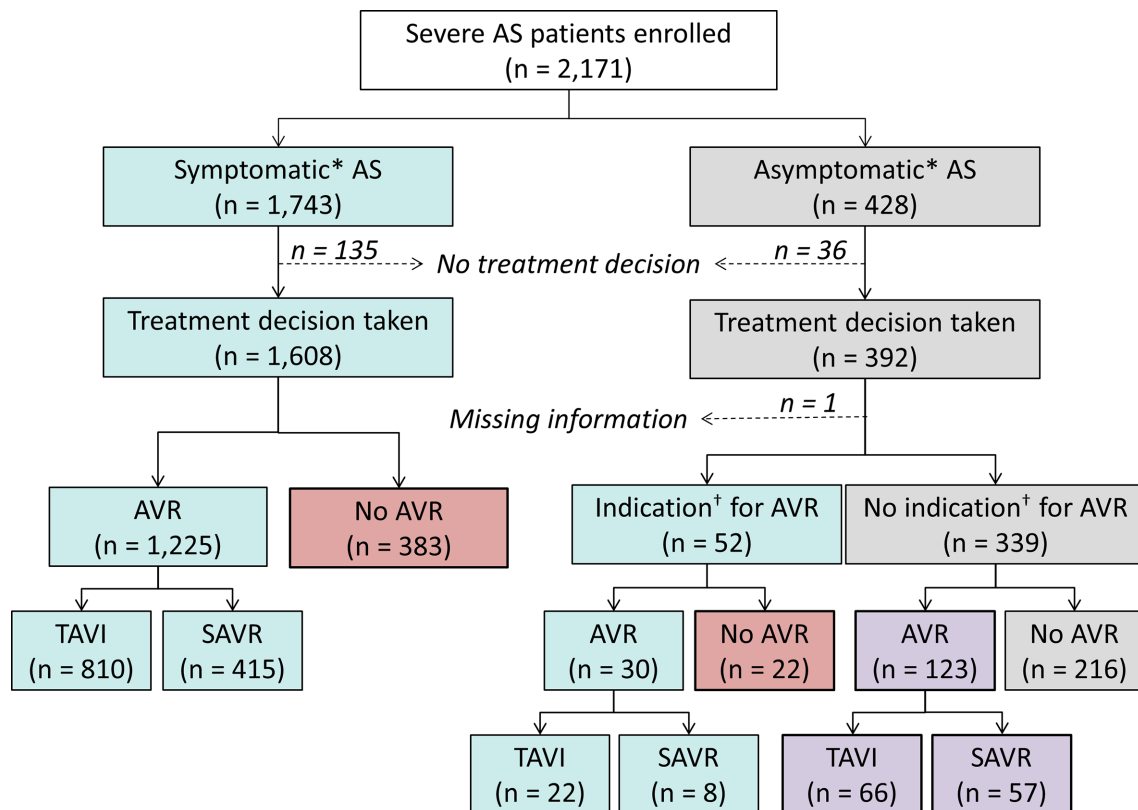 Severe AS patients enrolled
(n = 2,171)
Symptomatic* AS
(n = 1,743)
Asymptomatic* AS
(n = 428)
n = 135
No treatment decision
n = 36
Treatment decision taken
(n = 1,608)
Treatment decision taken
(n = 392)
Missing information
n = 1
AVR
(n = 1,225)
No AVR
(n = 383)
Indication† for AVR
(n = 52)
No indication† for AVR
(n = 339)
TAVI
(n = 810)
SAVR
(n = 415)
AVR
(n = 30)
No AVR
(n = 22)
AVR
(n = 123)
No AVR
(n = 216)
TAVI
(n = 22)
SAVR
(n = 8)
TAVI
(n = 66)
SAVR
(n = 57)